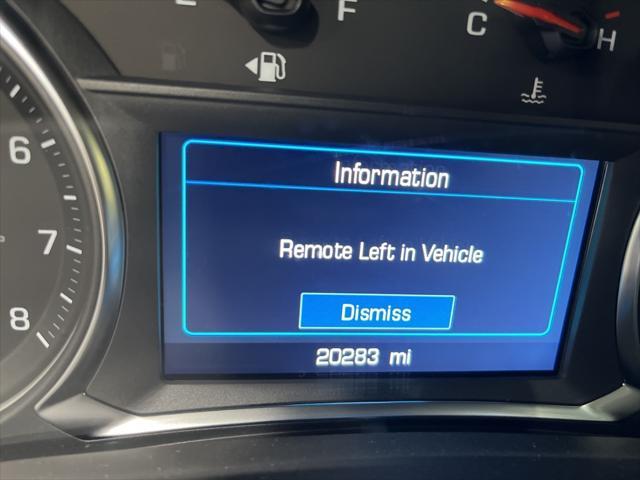 E F
C H
6
7
8
Information
Remote Left in Vehicle
Dismiss
20283 mi